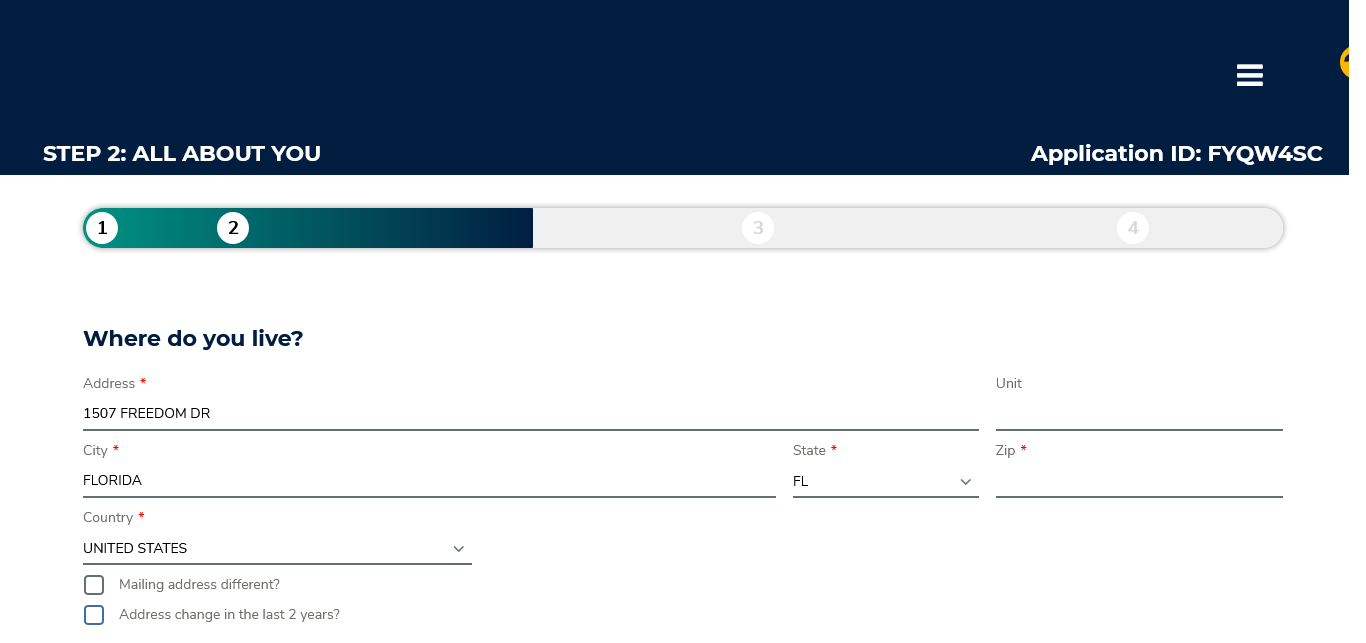 STEP 2: ALL ABOUT YOU
Application ID: FYQW4SC
1 2 3 4
Where do you live?
Address * Unit
1507 FREEDOM DR
City * State * Zip *
FLORIDA FL
Country *
UNITED STATES
Mailing address different?
Address change in the last 2 years?